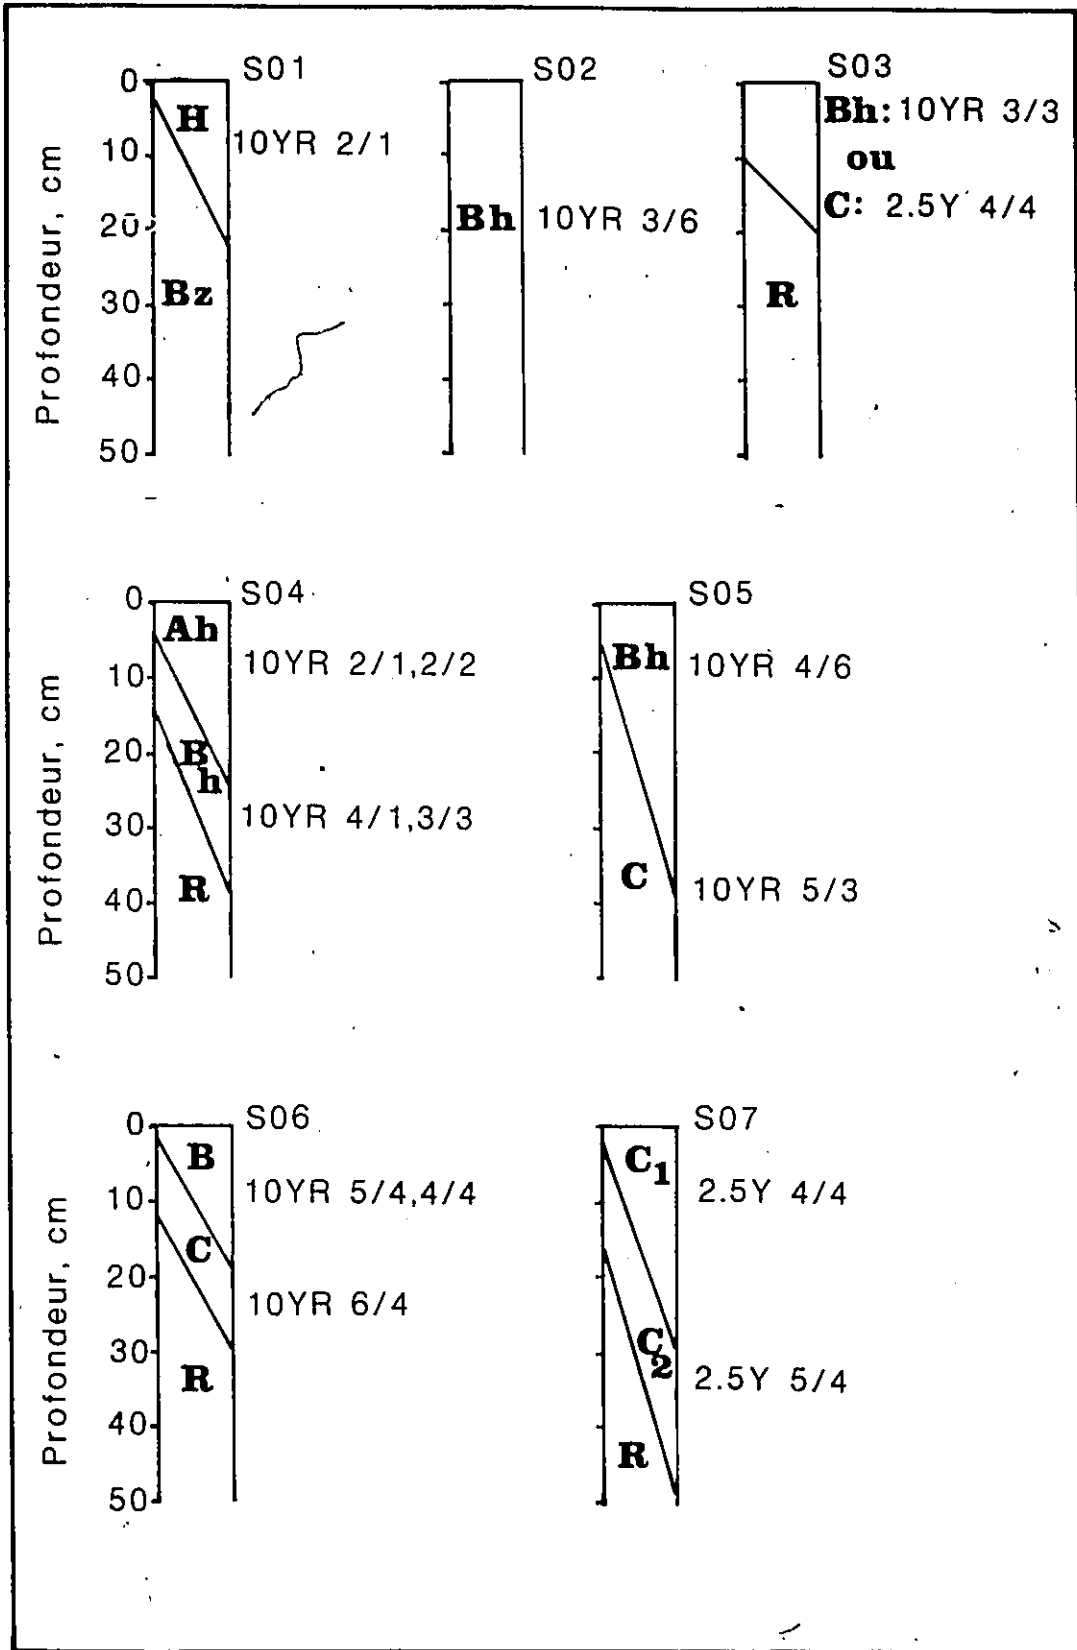 S01
S02
S03
0
10
20
30
40
50
Profondeur, cm
H
10YR 2/1
Bz
Bh
10YR 3/6
Bh: 10YR 3/3
ou
C: 2.5Y 4/4
R
S04
S05
0
10
20
30
40
50
Profondeur, cm
Ah
10YR 2/1,2/2
Bh
10YR 4/1,3/3
R
Bh
10YR 4/6
C
10YR 5/3
S06
S07
0
10
20
30
40
50
Profondeur, cm
B
10YR 5/4,4/4
C
10YR 6/4
R
C1
2.5Y 4/4
C2
2.5Y 5/4
R